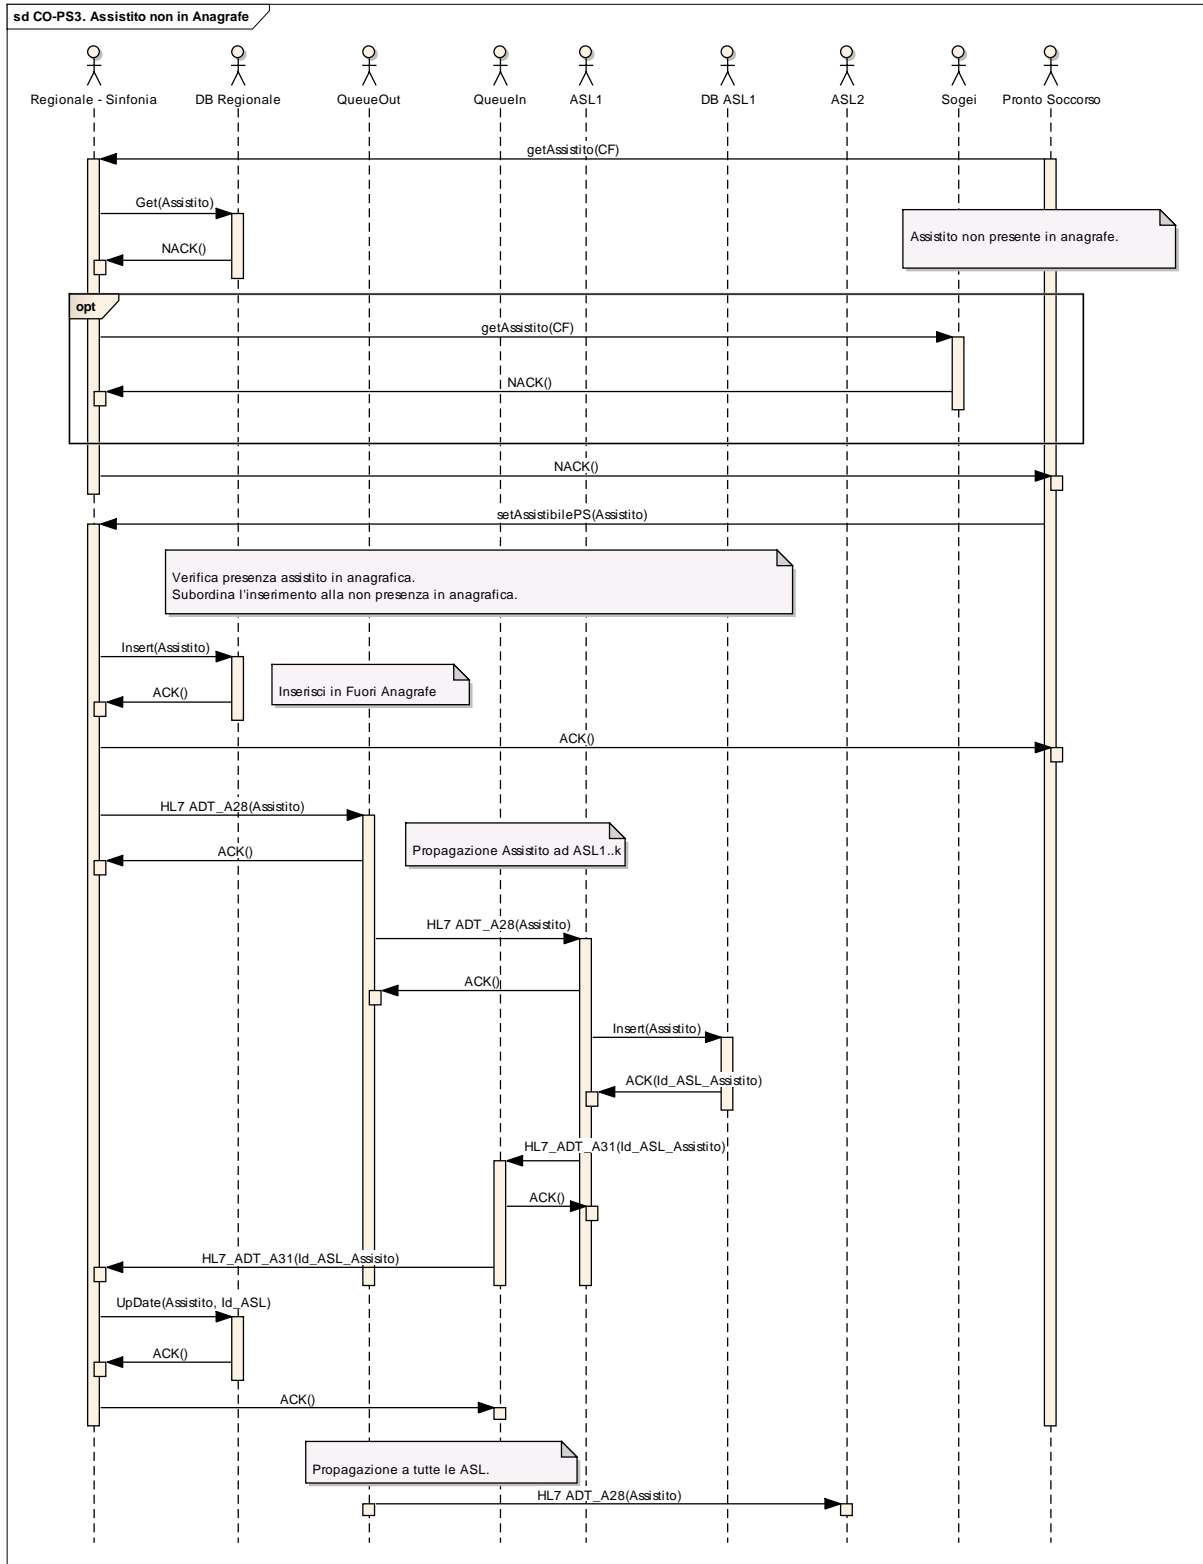 sd CO-PS3. Assistito non in Anagrafe
Regionale - Sinfonia
DB Regionale
QueueOut
QueueIn
ASL1
DB ASL1
ASL2
Sogei
Pronto Soccorso
getAssistito(CF)
Get(Assistito)
Assistito non presente in anagrafe.
NACK()
opt
getAssistito(CF)
NACK()
NACK()
setAssistibilePS(Assistito)
Verifica presenza assistito in anagrafica.
Subordina l'inserimento alla non presenza in anagrafica.
Insert(Assistito)
Inserisci in Fuori Anagrafe
ACK()
ACK()
HL7 ADT_A28(Assistito)
Propagazione Assistito ad ASL1..k
ACK()
HL7 ADT_A28(Assistito)
ACK()
Insert(Assistito)
ACK(Id_ASL_Assistito)
HL7_ADT_A31(Id_ASL_Assistito)
ACK()
HL7_ADT_A31(Id_ASL_Assisito)
UpDate(Assistito, Id_ASL)
ACK()
ACK()
Propagazione a tutte le ASL.
HL7 ADT_A28(Assistito)